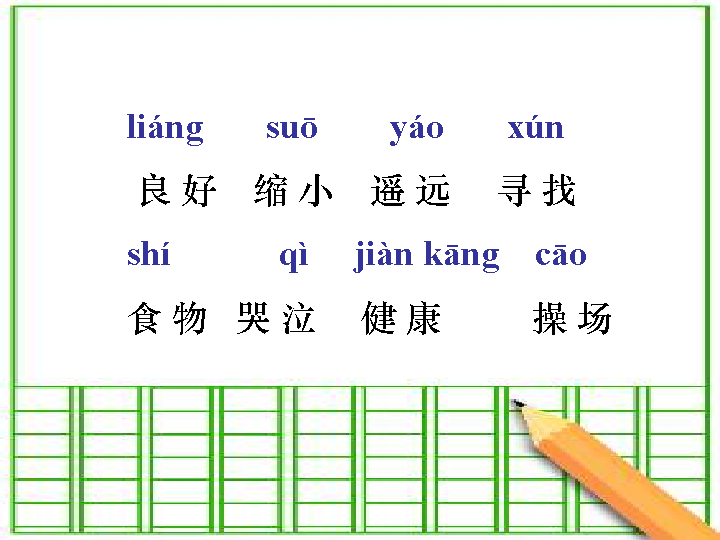 liáng suō yáo xún
良好 缩小 遥远 寻找
shí qì jiàn kāng cāo
食物 哭泣 健康 操场